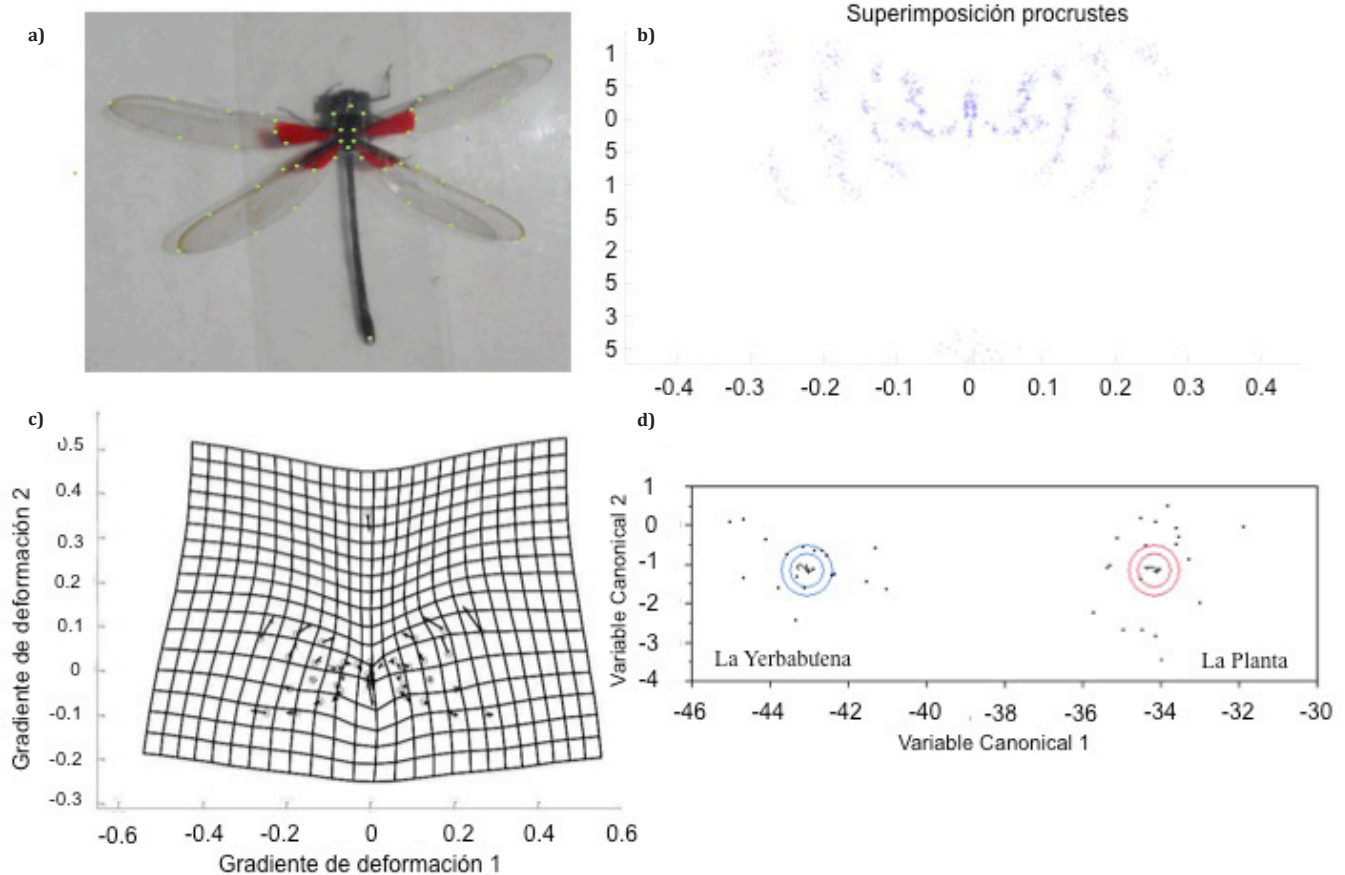 a)
b)
Superimposición procrustes
1
5
0
5
1
5
2
5
3
5
-0.4 -0.3 -0.2 -0.1 0 0.1 0.2 0.3 0.4
c)
Gradiente de deformación 2
0.5
0.4
0.3
0.2
0.1
0
-0.1
-0.2
-0.3
-0.6 -0.4 -0.2 0 0.2 0.4 0.6
Gradiente de deformación 1
d)
Variable Canonical 2
1
0
-1
-2
-3
-4
La Yerbabuena
La Planta
-46 -44 -42 -40 -38 -36 -34 -32 -30
Variable Canonical 1